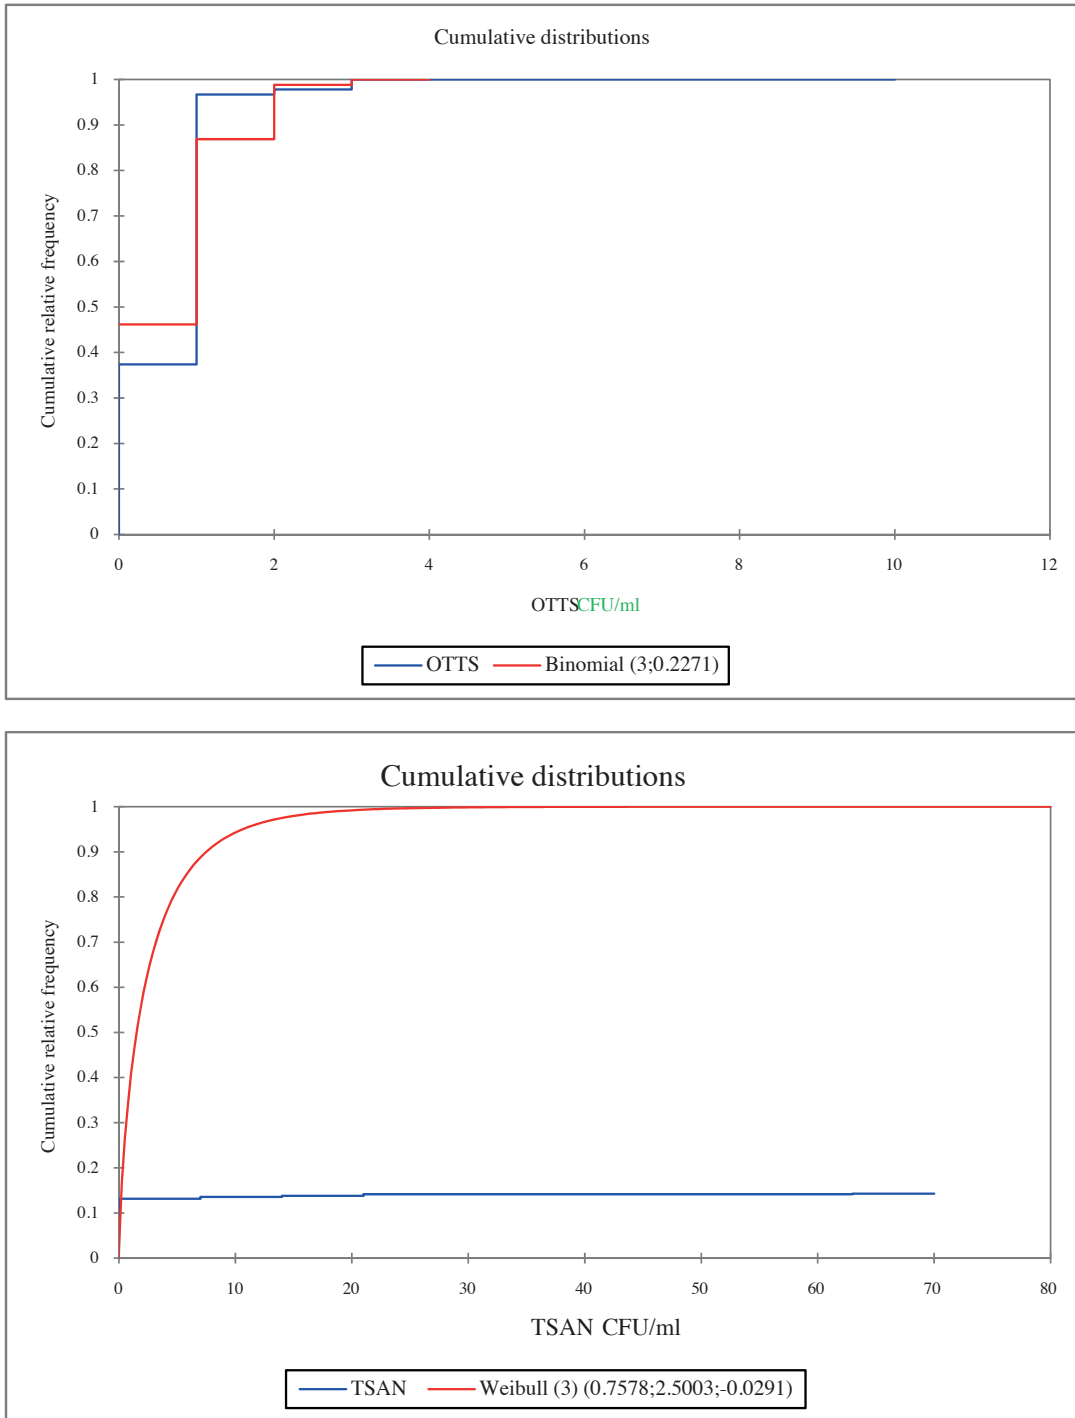 Cumulative distributions
1
0.9
0.8
0.7
0.6
0.5
0.4
0.3
0.2
0.1
0
Cumulative relative frequency
0 2 4 6 8 10 12
OTTSCFU/ml
OTTS Binomial (3;0.2271)
Cumulative distributions
1
0.9
0.8
0.7
0.6
0.5
0.4
0.3
0.2
0.1
0
Cumulative relative frequency
0 10 20 30 40 50 60 70 80
TSAN CFU/ml
TSAN Weibull (3) (0.7578;2.5003;-0.0291)